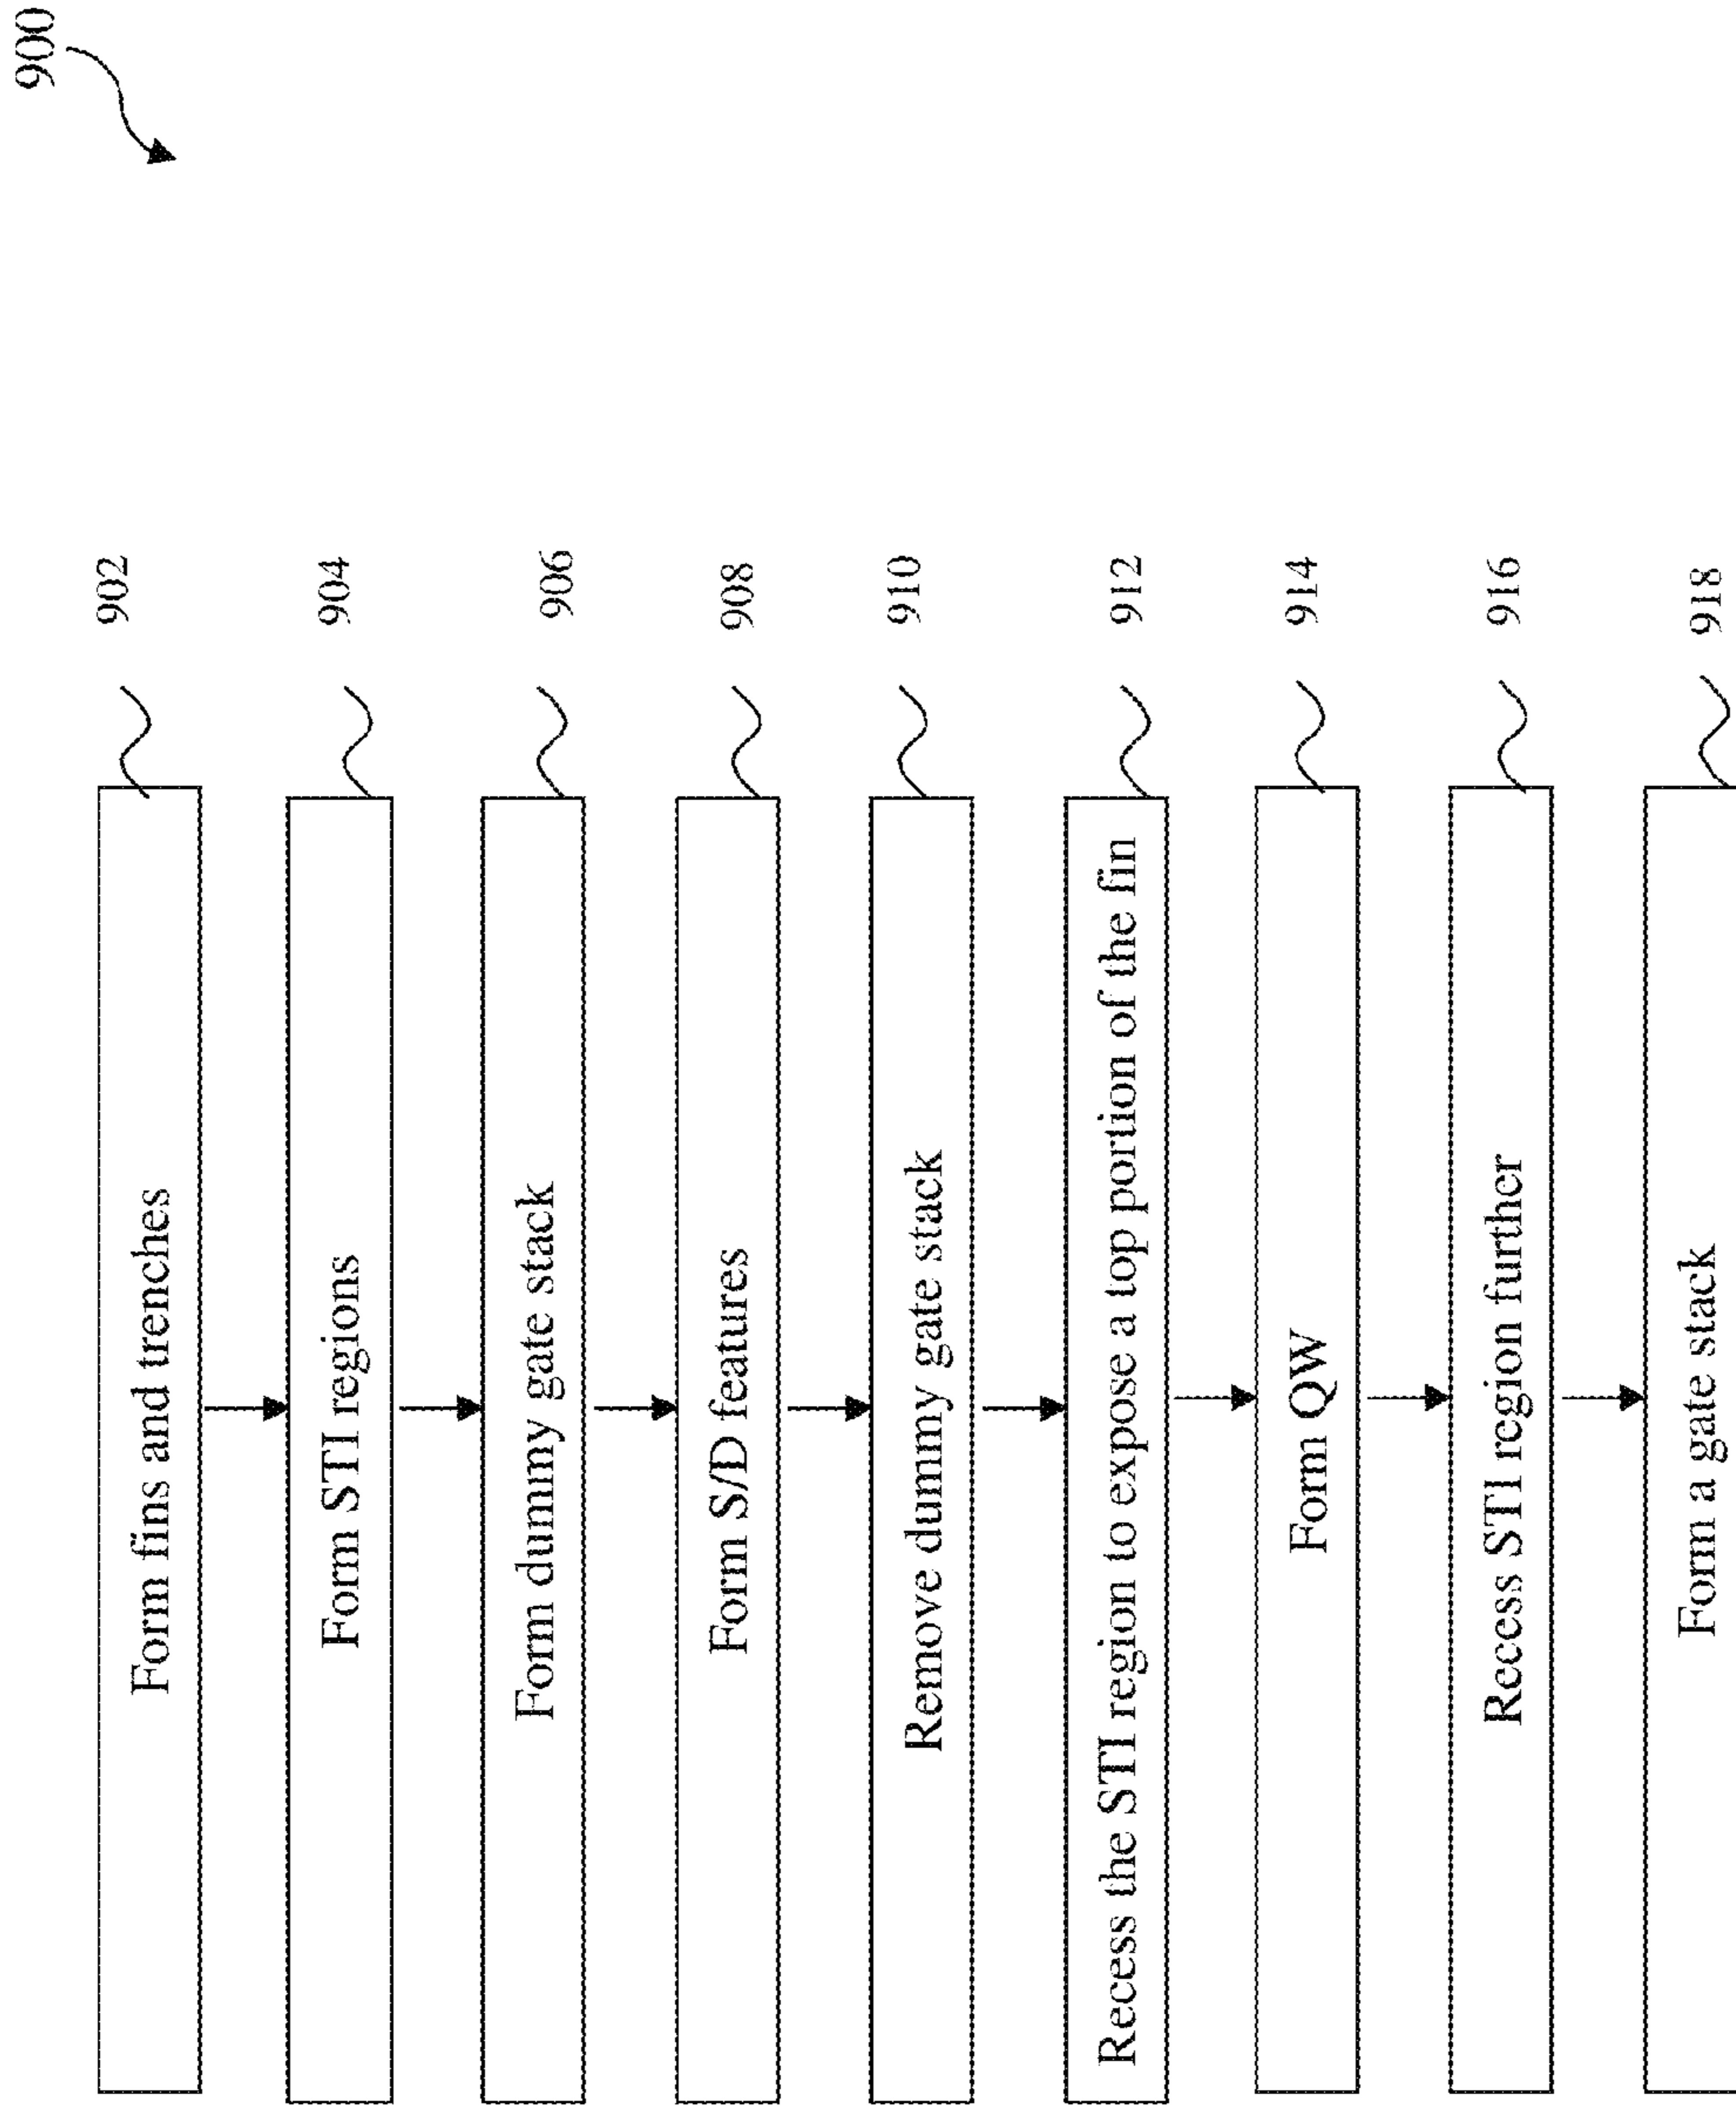 900
Form fins and trenches
902
Form STI regions
904
Form dummy gate stack
906
Form S/D features
908
Remove dummy gate stack
910
Recess the STI region to expose a top portion of the fin
912
Form QW
914
Recess STI region further
916
Form a gate stack
918